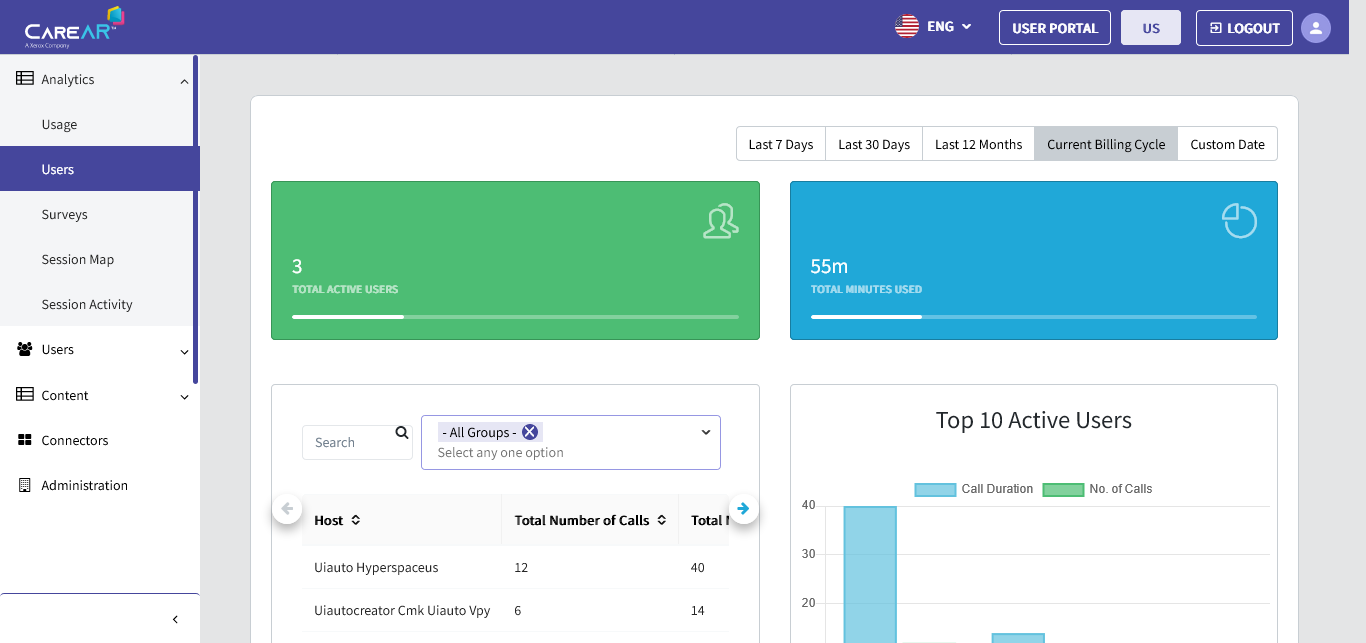 CAREAR™
A Xerox Company
ENG
USER PORTAL
US
LOGOUT
Analytics
Usage
Users
Surveys
Session Map
Session Activity
Users
Content
Connectors
Administration
Last 7 Days
Last 30 Days
Last 12 Months
Current Billing Cycle
Custom Date
3
TOTAL ACTIVE USERS
55m
TOTAL MINUTES USED
Search
- All Groups -
Select any one option
Host
Total Number of Calls
Total
Uiauto Hyperspaceus
12
40
Uiautocreator Cmk Uiauto Vpy
6
14
Top 10 Active Users
Call Duration
No. of Calls
40
30
20